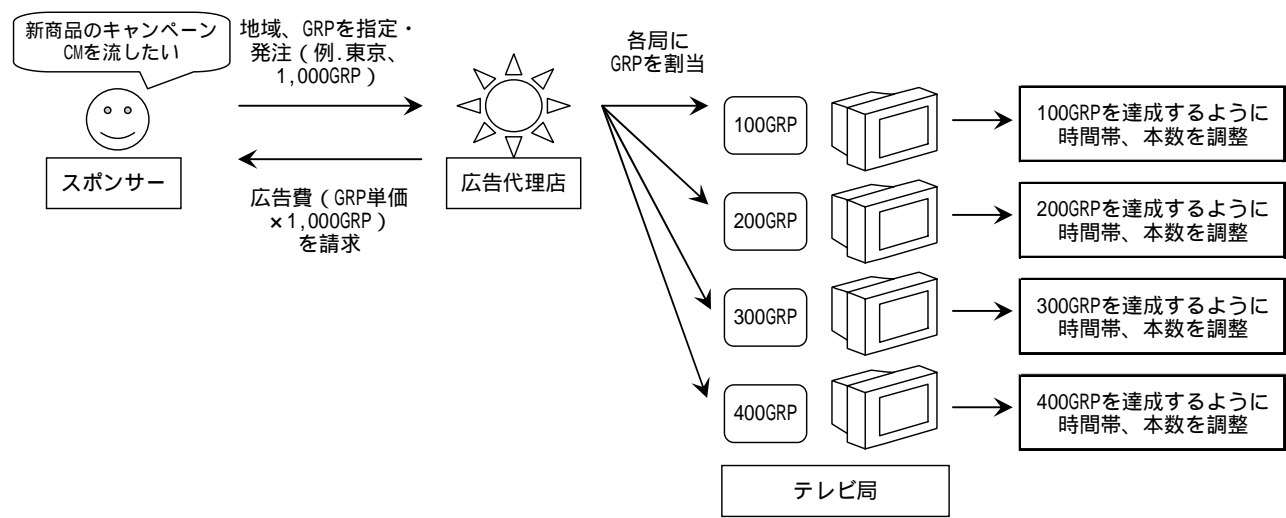 新商品のキャンペーン
CMを流したい
スポンサー
地域、GRPを指定・
発注（例.東京、
1,000GRP）
広告費（GRP単価
×1,000GRP）
を請求
広告代理店
各局に
GRPを割当
100GRP
100GRPを達成するように
時間帯、本数を調整
200GRP
200GRPを達成するように
時間帯、本数を調整
300GRP
300GRPを達成するように
時間帯、本数を調整
400GRP
400GRPを達成するように
時間帯、本数を調整
テレビ局